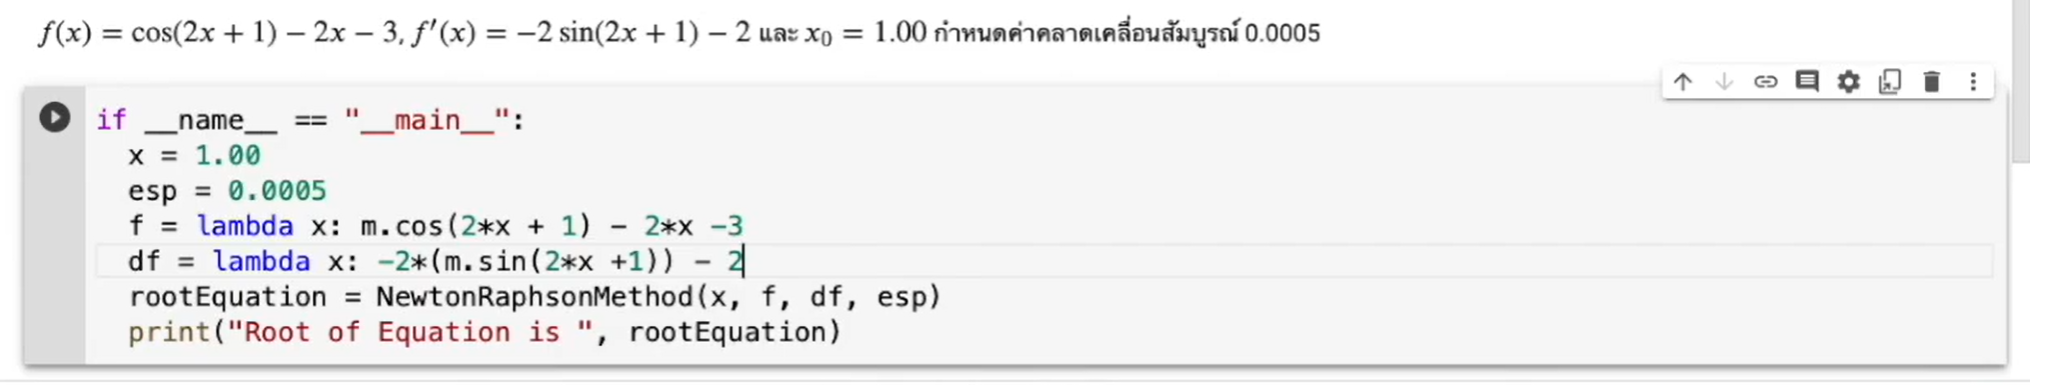 f(x) = cos(2x + 1) − 2x − 3, f′(x) = −2 sin(2x + 1) − 2 และ x₀ = 1.00 กำหนดค่าคลาดเคลื่อนสัมบูรณ์ 0.0005
if __name__ == "__main__":
x = 1.00
esp = 0.0005
f = lambda x: m.cos(2*x + 1) - 2*x -3
df = lambda x: -2*(m.sin(2*x +1)) - 2
rootEquation = NewtonRaphsonMethod(x, f, df, esp)
print("Root of Equation is ", rootEquation)